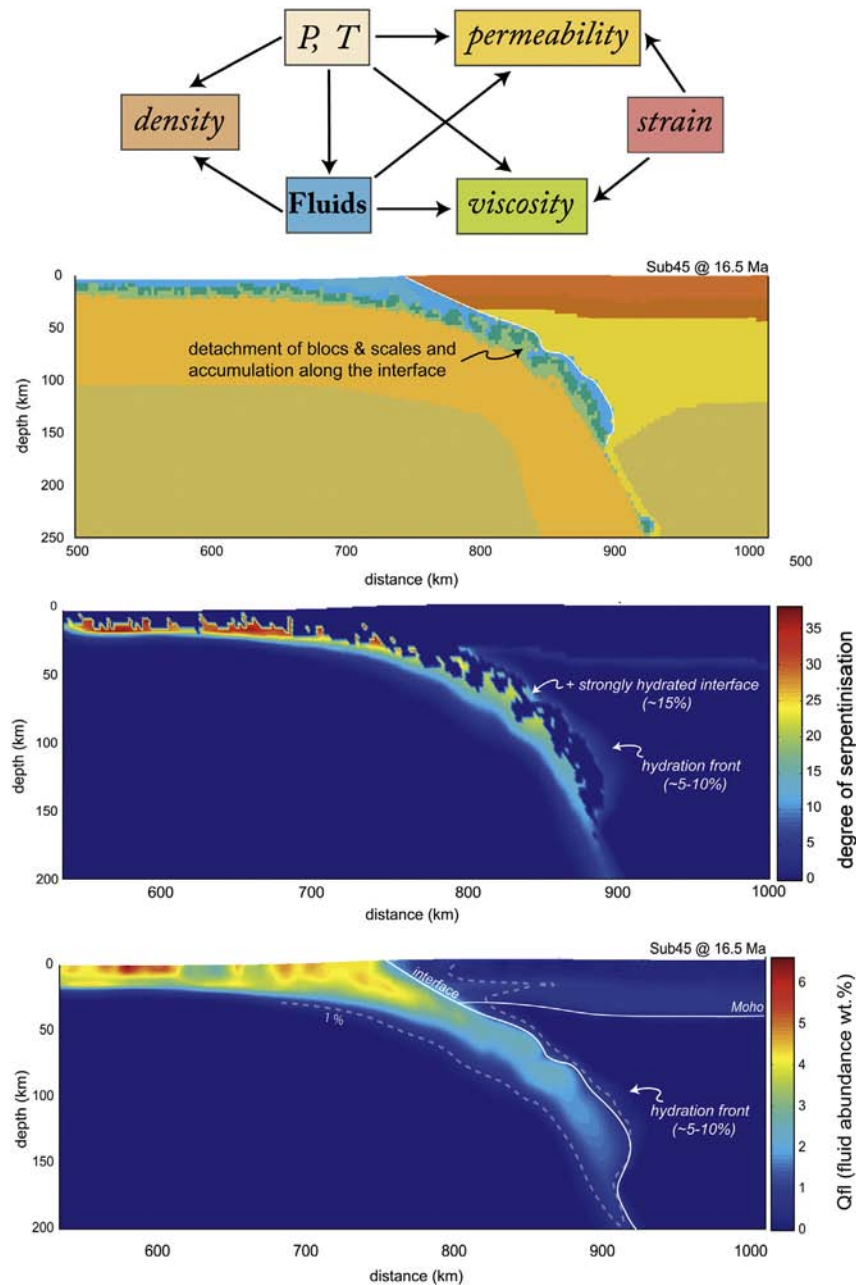 P, T
permeability
density
strain
Fluids
viscosity
Sub45 @ 16.5 Ma
0
50
100
150
200
250
depth (km)
detachment of blocs & scales and
accumulation along the interface
500
600
700
800
900
1000
500
distance (km)
0
50
100
150
200
depth (km)
+ strongly hydrated interface
(~15%)
hydration front
(~5-10%)
600
700
800
900
1000
distance (km)
35
30
25
20
15
10
5
0
degree of serpentinisation
Sub45 @ 16.5 Ma
0
50
100
150
200
depth (km)
interface
Moho
1 %
hydration front
(~5-10%)
600
700
800
900
1000
distance (km)
6
5
4
3
2
1
0
Qfl (fluid abundance wt.%)